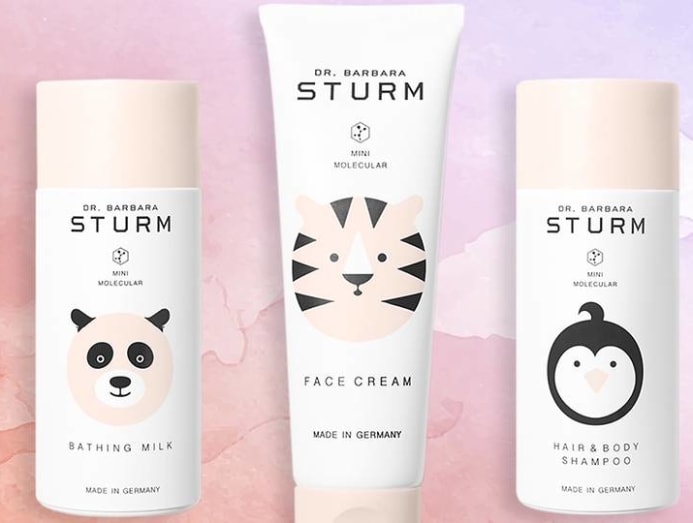 DR. BARBARA
STURM
MINI
MOLECULAR
BATHING MILK
MADE IN GERMANY
DR. BARBARA
STURM
MINI
MOLECULAR
FACE CREAM
MADE IN GERMANY
DR. BARBARA
STURM
MINI
MOLECULAR
HAIR & BODY
SHAMPOO
MADE IN GERMANY